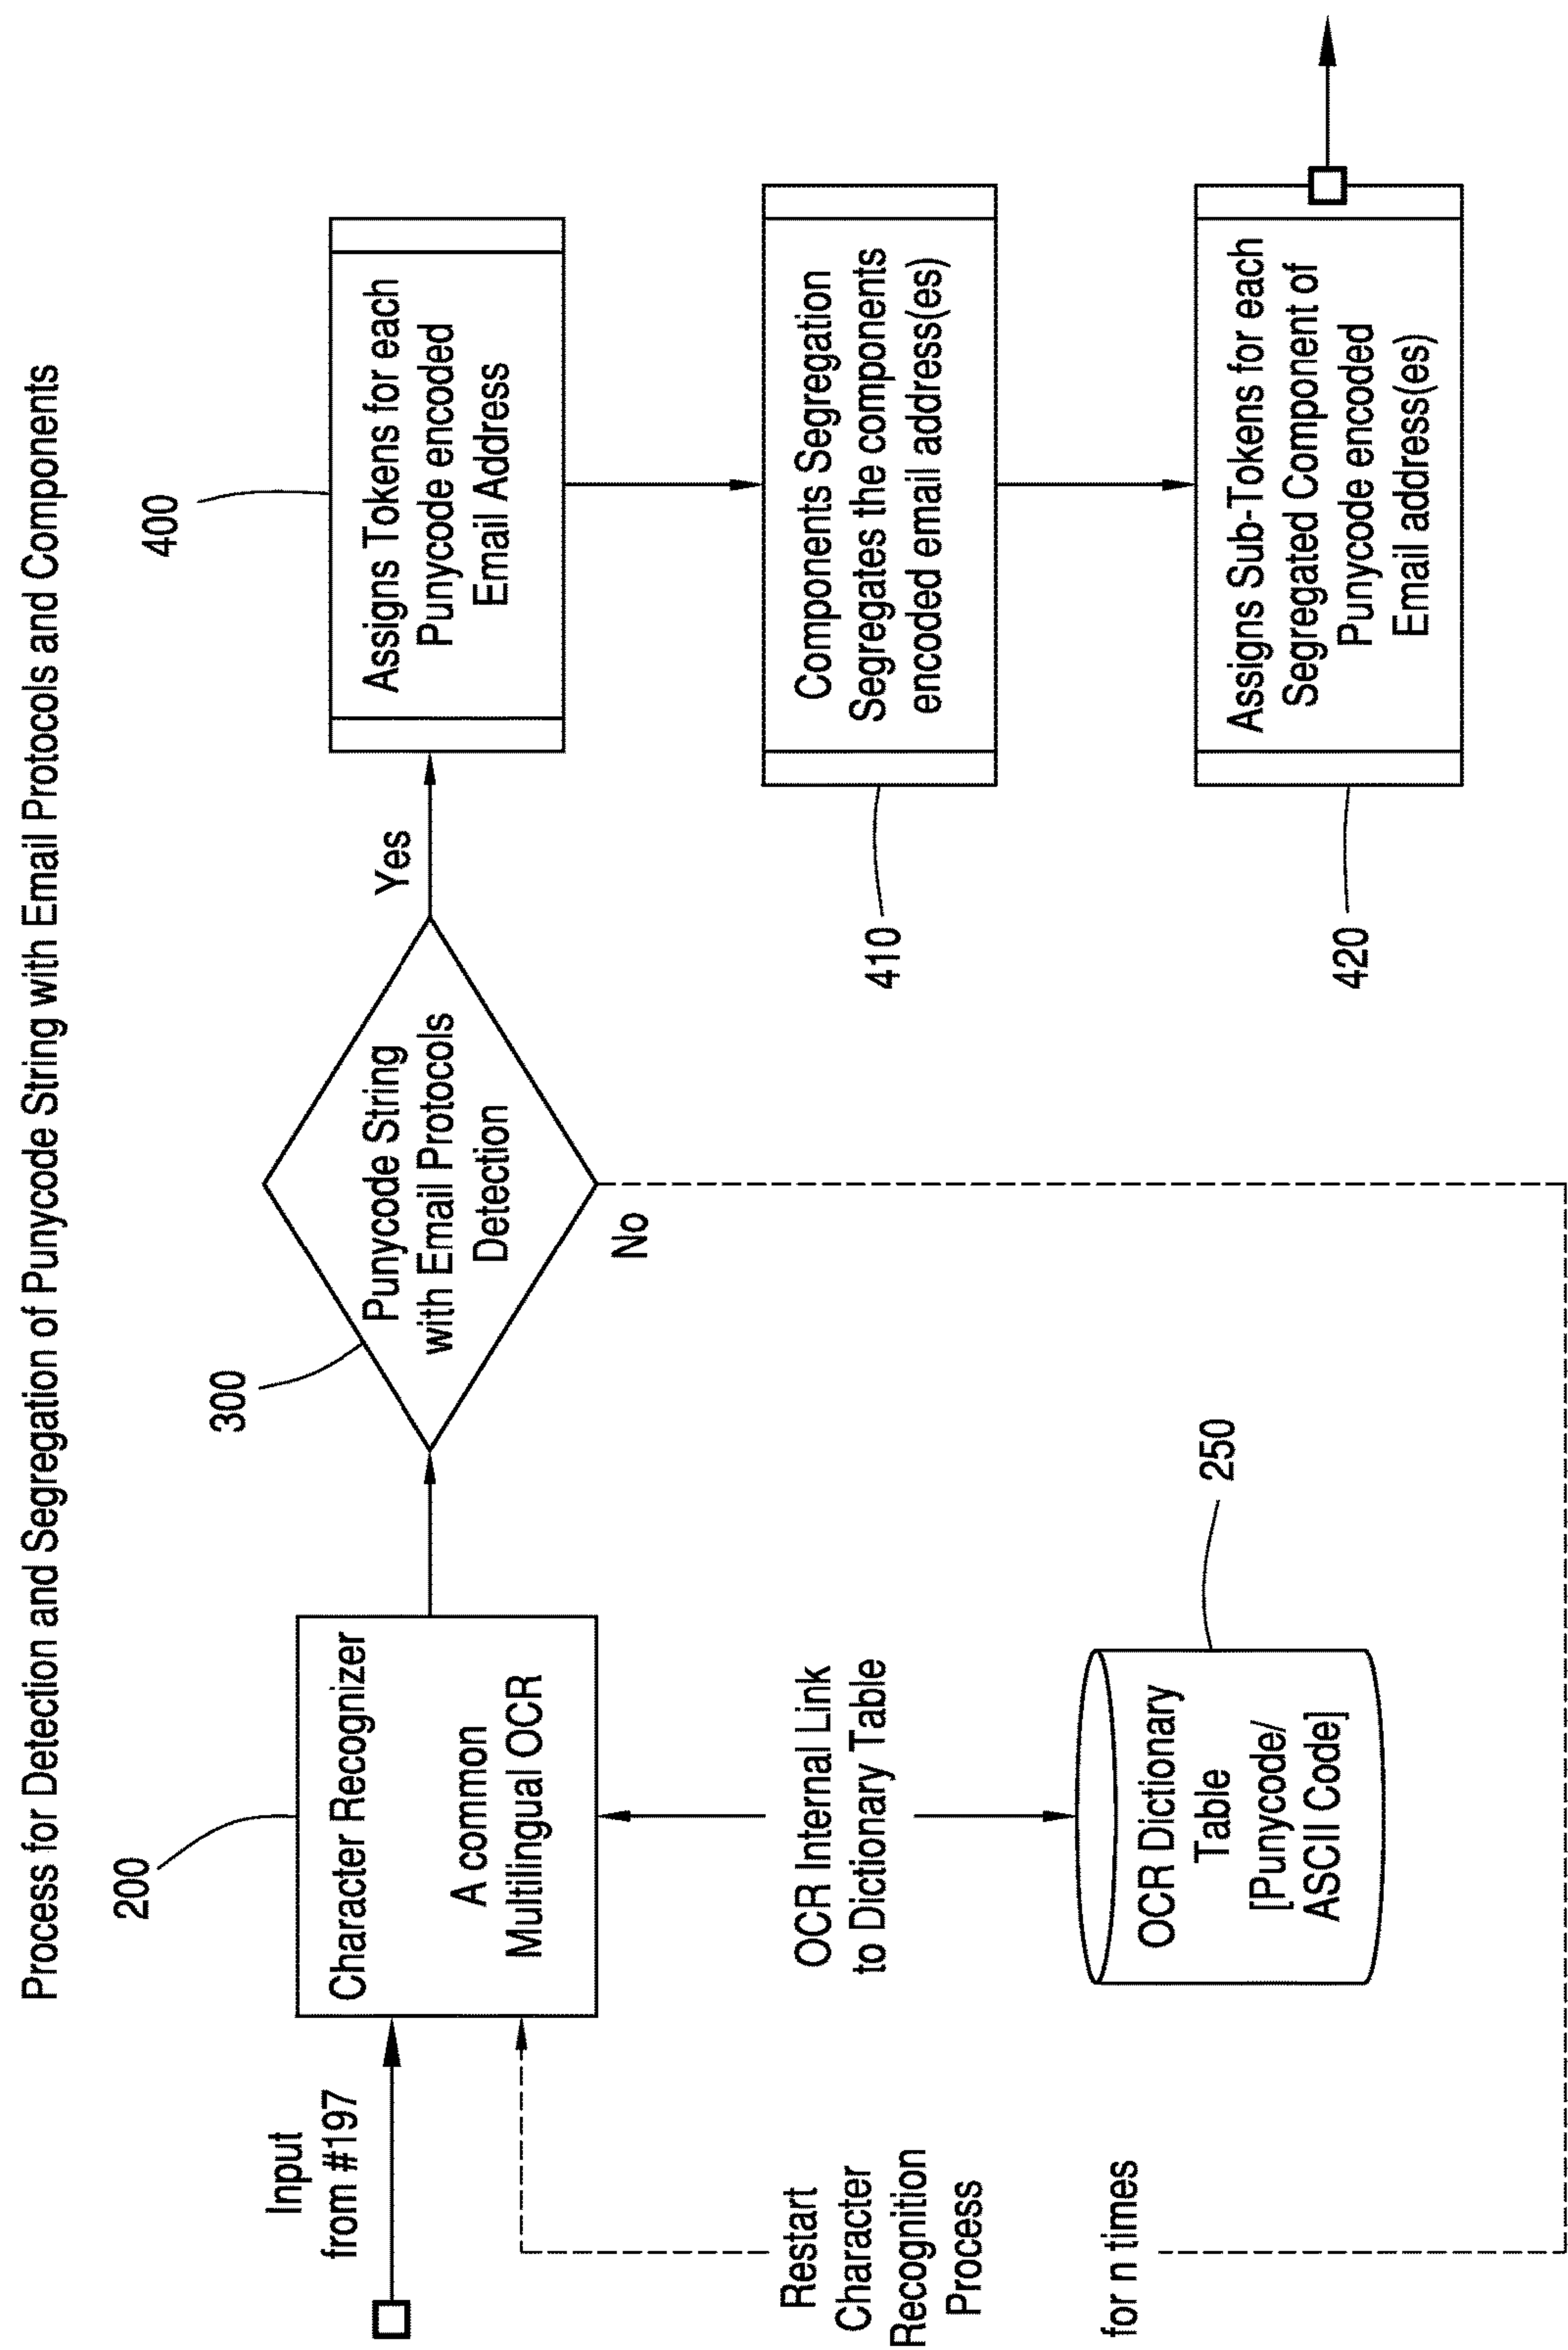 Process for Detection and Segregation of Punycode String with Email Protocols and Components
Input
from #197
200
Character Recognizer
A common
Multilingual OCR
300
Punycode String
with Email Protocols
Detection
Yes
No
400
Assigns Tokens for each
Punycode encoded
Email Address
410
Components Segregation
Segregates the components
encoded email address(es)
420
Assigns Sub-Tokens for each
Segregated Component of
Punycode encoded
Email address(es)
OCR Internal Link
to Dictionary Table
250
OCR Dictionary
Table
[Punycode/
ASCII Code]
Restart
Character
Recognition
Process
for n times